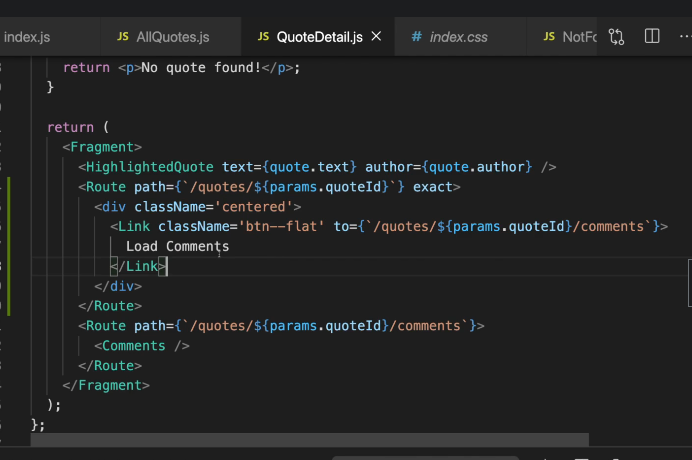 index.js JS AllQuotes.js JS QuoteDetail.js # index.css JS NotFo
return <p>No quote found!</p>;
}
return (
<Fragment>
<HighlightedQuote text={quote.text} author={quote.author} />
<Route path={`/quotes/${params.quoteId}`} exact>
<div className='centered'>
<Link className='btn--flat' to={`/quotes/${params.quoteId}/comments`}>
Load Comments
</Link>
</div>
</Route>
<Route path={`/quotes/${params.quoteId}/comments`}>
<Comments />
</Route>
</Fragment>
);
};